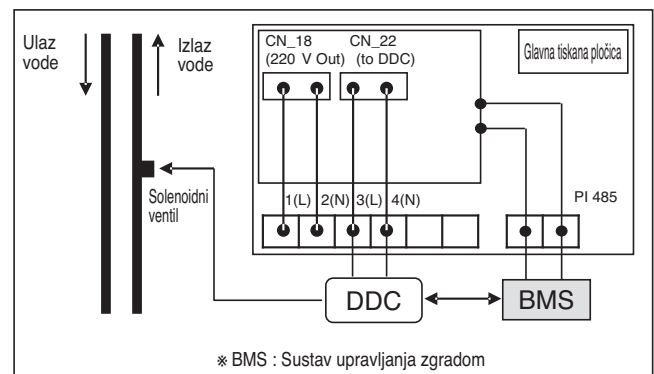 Ulaz
vode
Izlaz
vode
CN_18
(220 V Out)
CN_22
(to DDC)
Glavna tiskana pločica
Solenoidni
ventil
1(L) 2(N) 3(L) 4(N)
PI 485
DDC
BMS
※ BMS : Sustav upravljanja zgradom